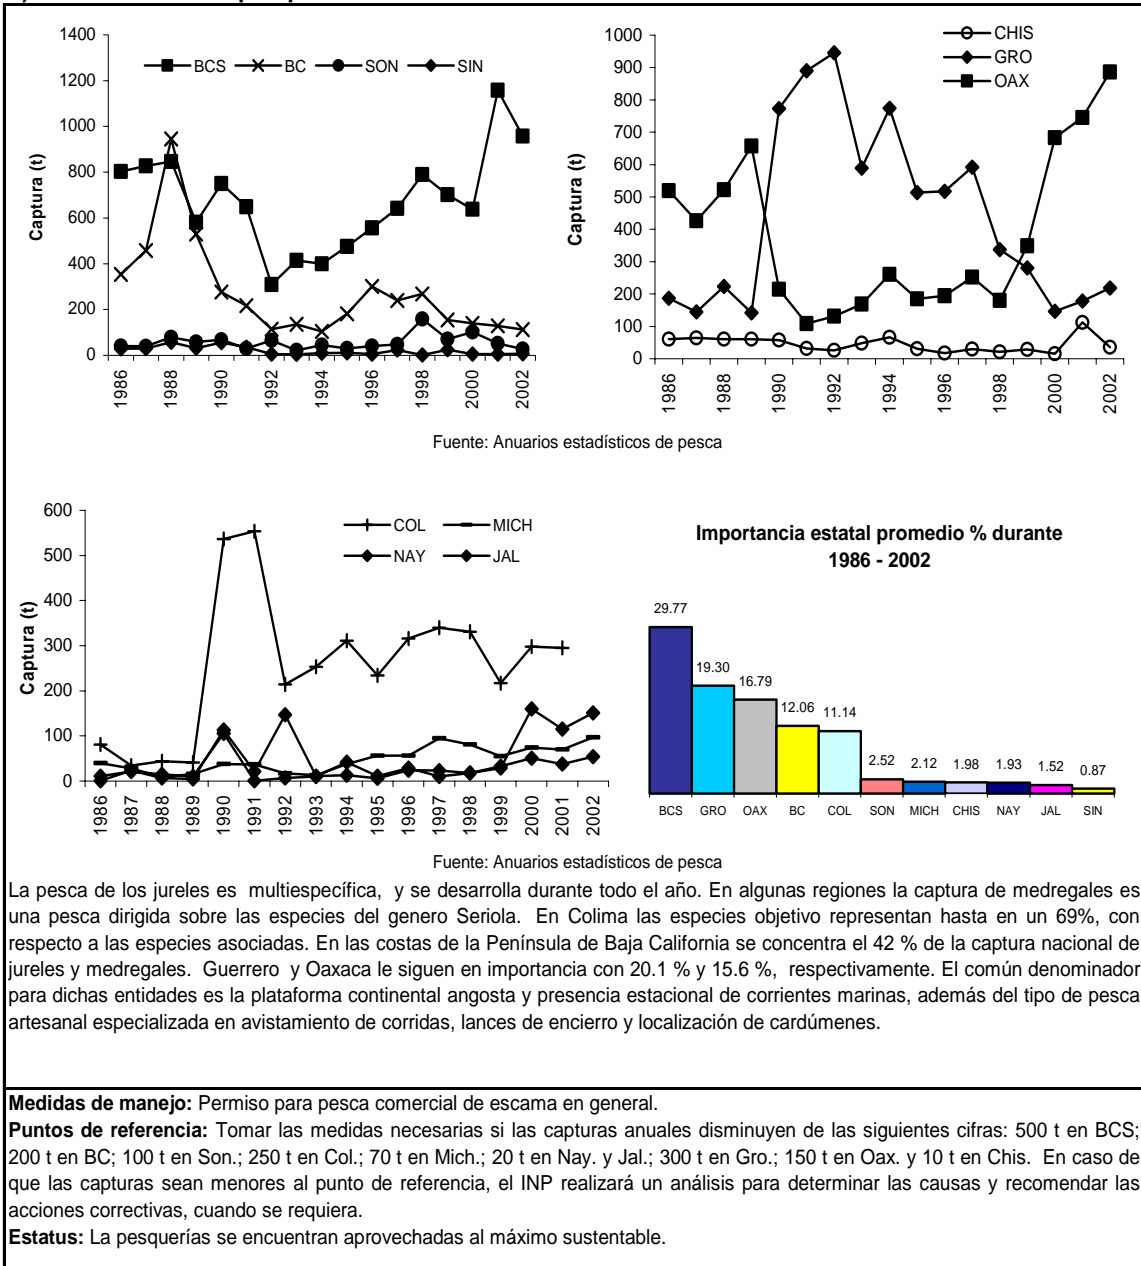 1400
1200
1000
800
600
400
200
0
Captura (t)
BCS BC SON SIN
1986 1988 1990 1992 1994 1996 1998 2000 2002
1000
900
800
700
600
500
400
300
200
100
0
Captura (t)
CHIS
GRO
OAX
1986 1988 1990 1992 1994 1996 1998 2000 2002
Fuente: Anuarios estadísticos de pesca
600
500
400
300
200
100
0
Captura (t)
COL MICH
NAY JAL
1986 1987 1988 1989 1990 1991 1992 1993 1994 1995 1996 1997 1998 1999 2000 2001 2002
Importancia estatal promedio % durante
1986 - 2002
29.77 19.30 16.79 12.06 11.14 2.52 2.12 1.98 1.93 1.52 0.87
BCS GRO OAX BC COL SON MICH CHIS NAY JAL SIN
Fuente: Anuarios estadísticos de pesca
La pesca de los jureles es multiespecífica, y se desarrolla durante todo el año. En algunas regiones la captura de medregales es
una pesca dirigida sobre las especies del genero Seriola. En Colima las especies objetivo representan hasta en un 69%, con
respecto a las especies asociadas. En las costas de la Península de Baja California se concentra el 42 % de la captura nacional de
jureles y medregales. Guerrero y Oaxaca le siguen en importancia con 20.1 % y 15.6 %, respectivamente. El común denominador
para dichas entidades es la plataforma continental angosta y presencia estacional de corrientes marinas, además del tipo de pesca
artesanal especializada en avistamiento de corridas, lances de encierro y localización de cardúmenes.
Medidas de manejo: Permiso para pesca comercial de escama en general.
Puntos de referencia: Tomar las medidas necesarias si las capturas anuales disminuyen de las siguientes cifras: 500 t en BCS;
200 t en BC; 100 t en Son.; 250 t en Col.; 70 t en Mich.; 20 t en Nay. y Jal.; 300 t en Gro.; 150 t en Oax. y 10 t en Chis. En caso de
que las capturas sean menores al punto de referencia, el INP realizará un análisis para determinar las causas y recomendar las
acciones correctivas, cuando se requiera.
Estatus: La pesquerías se encuentran aprovechadas al máximo sustentable.